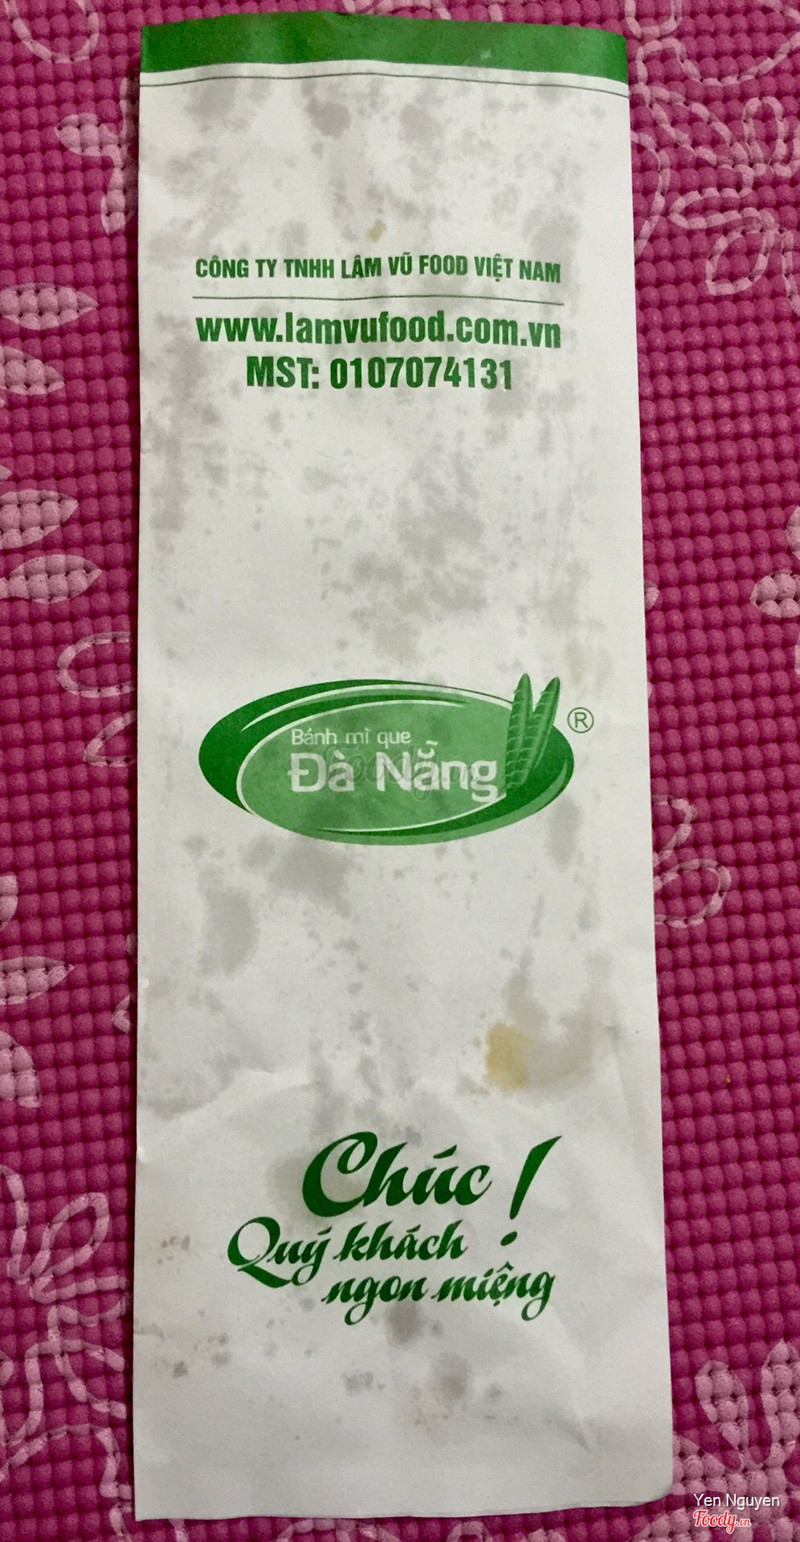 CÔNG TY TNHH LÂM VŨ FOOD VIỆT NAM
www.lamvufood.com.vn
MST: 0107074131
Bánh mì que
Đà Nẵng
®
Chúc !
Quý khách
ngon miệng
Yen Nguyen
Foody.vn